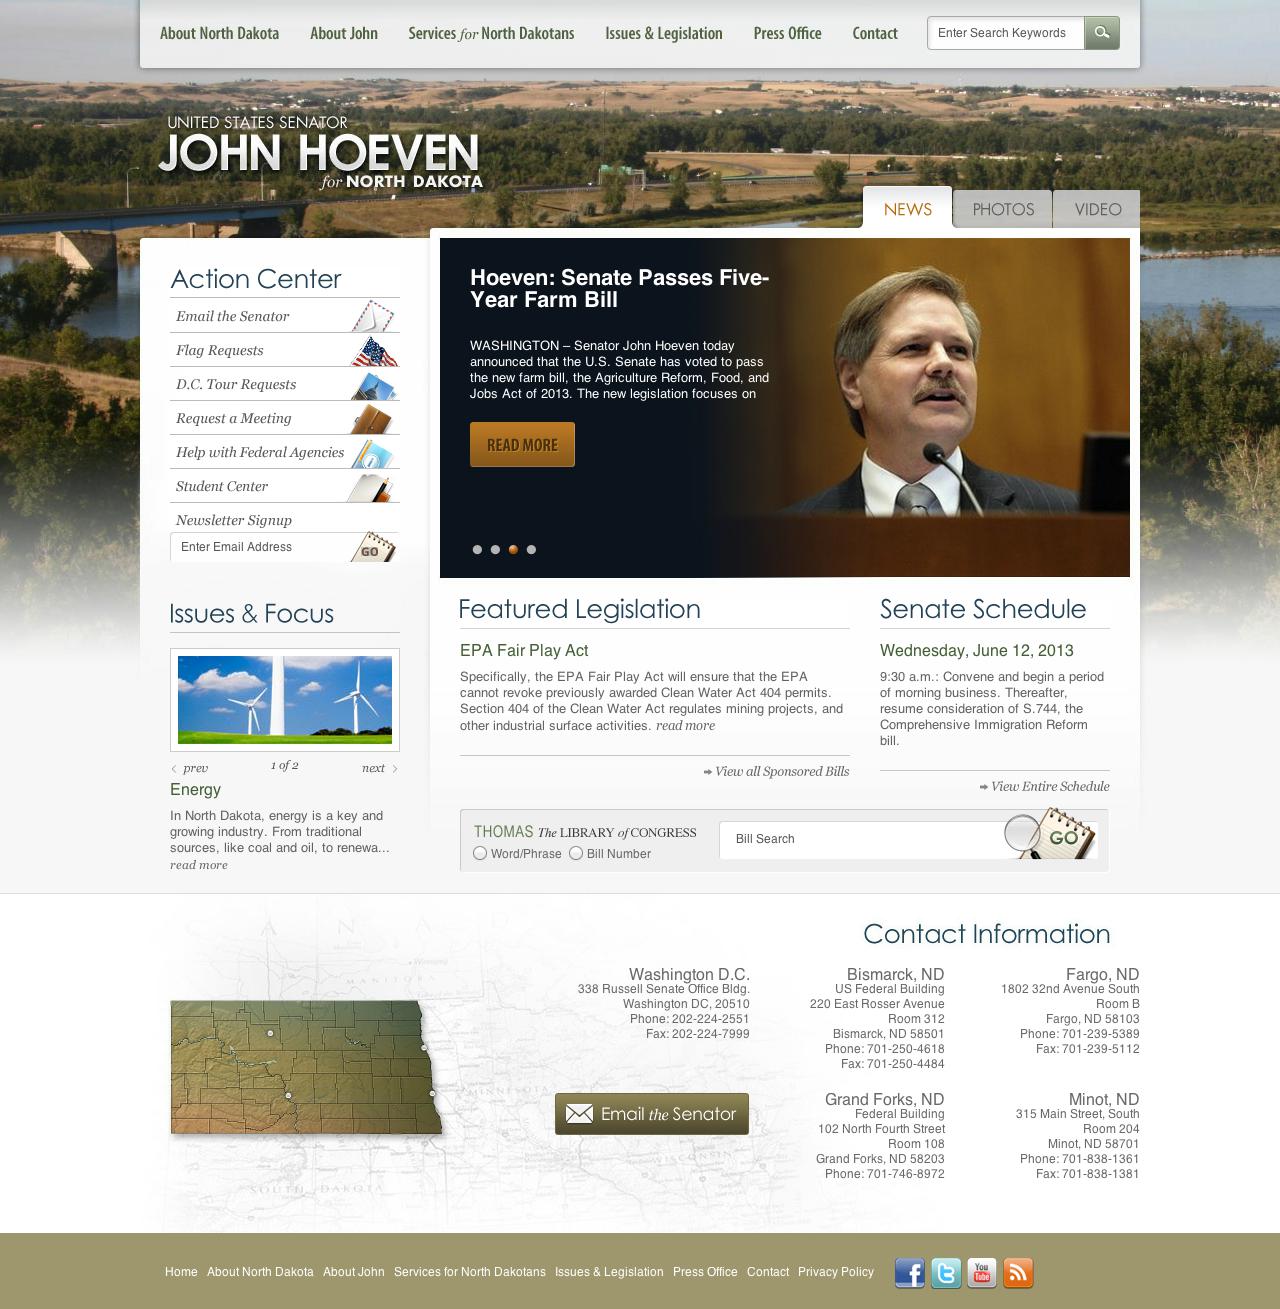 About North Dakota
About John
Services for North Dakotans
Issues & Legislation
Press Office
Contact
Enter Search Keywords
UNITED STATES SENATOR
JOHN HOEVEN
for NORTH DAKOTA
NEWS
PHOTOS
VIDEO
Action Center
Email the Senator
Flag Requests
D.C. Tour Requests
Request a Meeting
Help with Federal Agencies
Student Center
Newsletter Signup
Enter Email Address
GO
Hoeven: Senate Passes Five-
Year Farm Bill
WASHINGTON – Senator John Hoeven today
announced that the U.S. Senate has voted to pass
the new farm bill, the Agriculture Reform, Food, and
Jobs Act of 2013. The new legislation focuses on
READ MORE
Issues & Focus
prev
1 of 2
next
Energy
In North Dakota, energy is a key and
growing industry. From traditional
sources, like coal and oil, to renewa...
read more
Featured Legislation
EPA Fair Play Act
Specifically, the EPA Fair Play Act will ensure that the EPA
cannot revoke previously awarded Clean Water Act 404 permits.
Section 404 of the Clean Water Act regulates mining projects, and
other industrial surface activities. read more
View all Sponsored Bills
Senate Schedule
Wednesday, June 12, 2013
9:30 a.m.: Convene and begin a period
of morning business. Thereafter,
resume consideration of S.744, the
Comprehensive Immigration Reform
bill.
View Entire Schedule
THOMAS The LIBRARY of CONGRESS
Word/Phrase
Bill Number
Bill Search
GO
Contact Information
Washington D.C.
338 Russell Senate Office Bldg.
Washington DC, 20510
Phone: 202-224-2551
Fax: 202-224-7999
Bismarck, ND
US Federal Building
220 East Rosser Avenue
Room 312
Bismarck, ND 58501
Phone: 701-250-4618
Fax: 701-250-4484
Fargo, ND
1802 32nd Avenue South
Room B
Fargo, ND 58103
Phone: 701-239-5389
Fax: 701-239-5112
Email the Senator
Grand Forks, ND
Federal Building
102 North Fourth Street
Room 108
Grand Forks, ND 58203
Phone: 701-746-8972
Minot, ND
315 Main Street, South
Room 204
Minot, ND 58701
Phone: 701-838-1361
Fax: 701-838-1381
CANAD
MANITOBA
MINNESOTA
WISCONSIN
SOUTH DAKOTA
Home
About North Dakota
About John
Services for North Dakotans
Issues & Legislation
Press Office
Contact
Privacy Policy
You
Tube